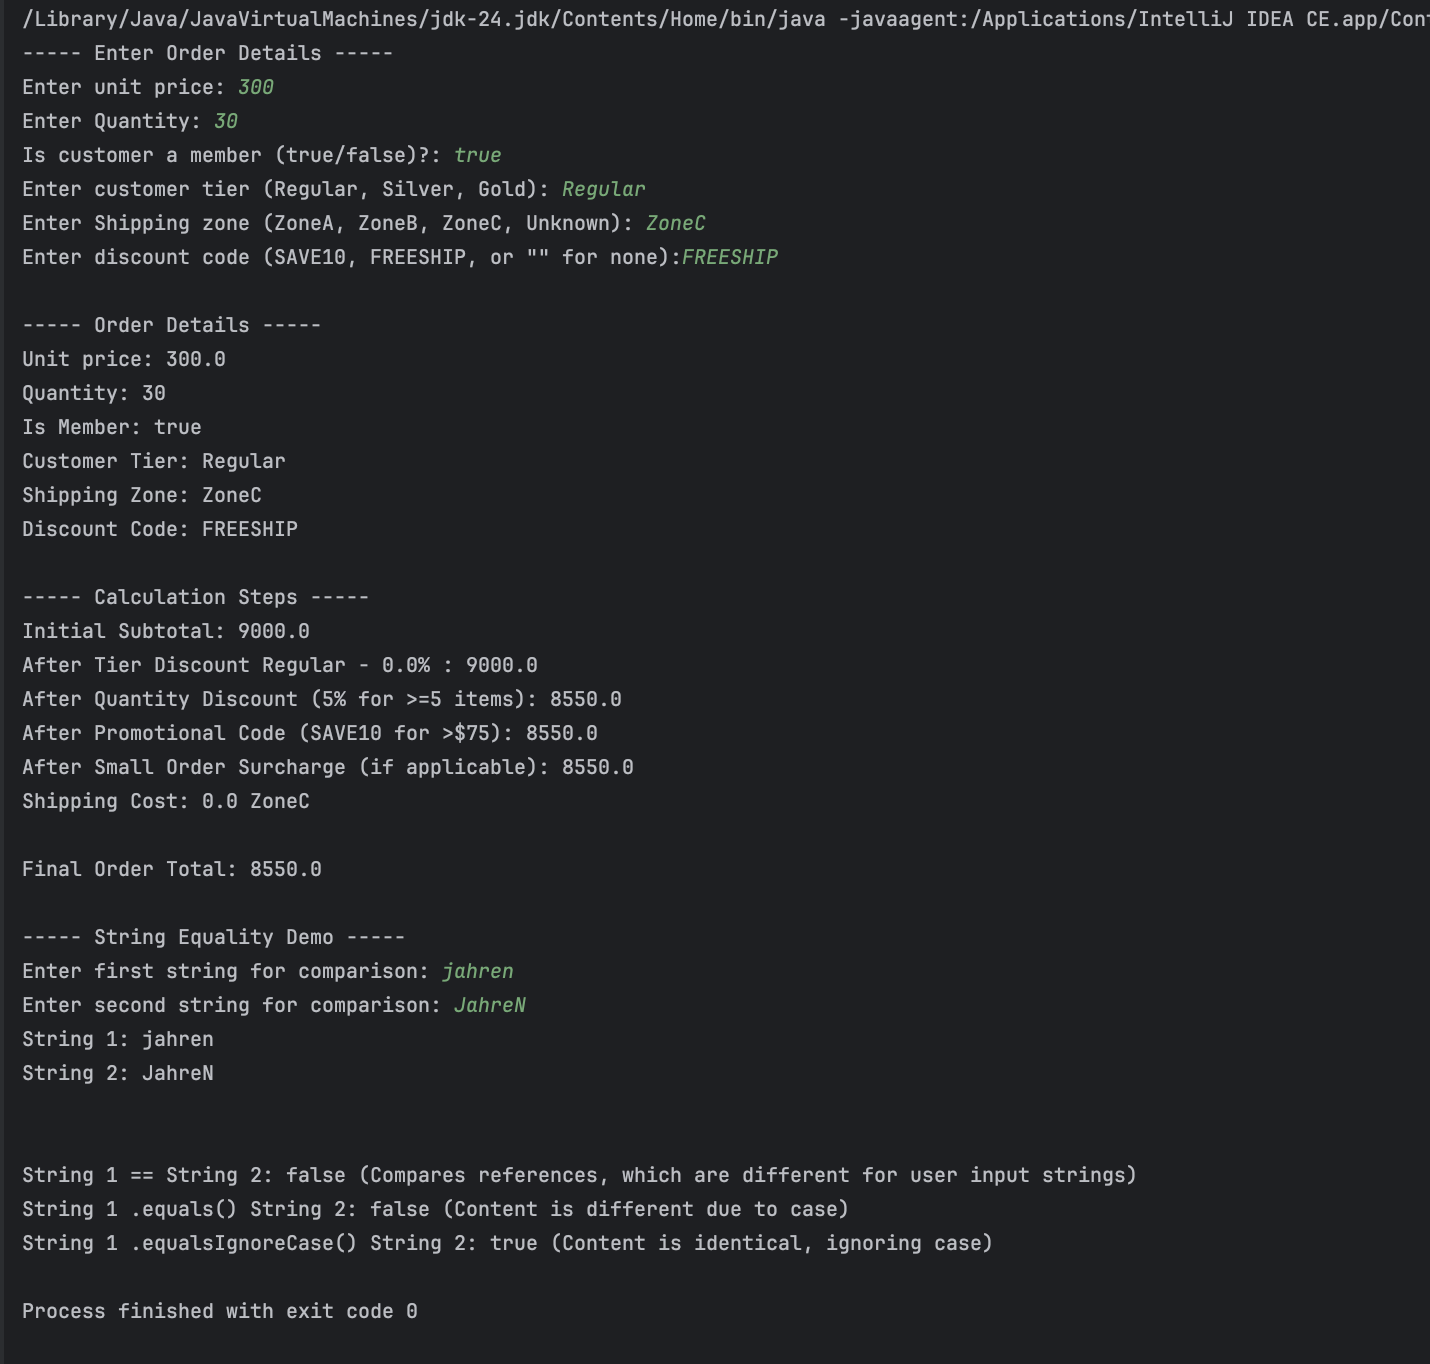 /Library/Java/JavaVirtualMachines/jdk-24.jdk/Contents/Home/bin/java -javaagent:/Applications/IntelliJ IDEA CE.app/Con
----- Enter Order Details -----
Enter unit price: 300
Enter Quantity: 30
Is customer a member (true/false)?: true
Enter customer tier (Regular, Silver, Gold): Regular
Enter Shipping zone (ZoneA, ZoneB, ZoneC, Unknown): ZoneC
Enter discount code (SAVE10, FREESHIP, or "" for none):FREESHIP
----- Order Details -----
Unit price: 300.0
Quantity: 30
Is Member: true
Customer Tier: Regular
Shipping Zone: ZoneC
Discount Code: FREESHIP
----- Calculation Steps -----
Initial Subtotal: 9000.0
After Tier Discount Regular - 0.0% : 9000.0
After Quantity Discount (5% for >=5 items): 8550.0
After Promotional Code (SAVE10 for >$75): 8550.0
After Small Order Surcharge (if applicable): 8550.0
Shipping Cost: 0.0 ZoneC
Final Order Total: 8550.0
----- String Equality Demo -----
Enter first string for comparison: jahren
Enter second string for comparison: JahreN
String 1: jahren
String 2: JahreN
String 1 == String 2: false (Compares references, which are different for user input strings)
String 1 .equals() String 2: false (Content is different due to case)
String 1 .equalsIgnoreCase() String 2: true (Content is identical, ignoring case)
Process finished with exit code 0